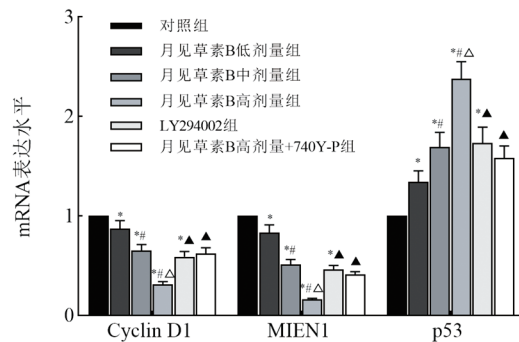 mRNA表达水平
3
2
1
0
对照组
月见草素B低剂量组
月见草素B中剂量组
月见草素B高剂量组
LY294002组
月见草素B高剂量+740Y-P组
* *# *#△ *▲ ▲
* *# *#△ *▲ ▲
* *# *#△ *▲ ▲
Cyclin D1 MIEN1 p53